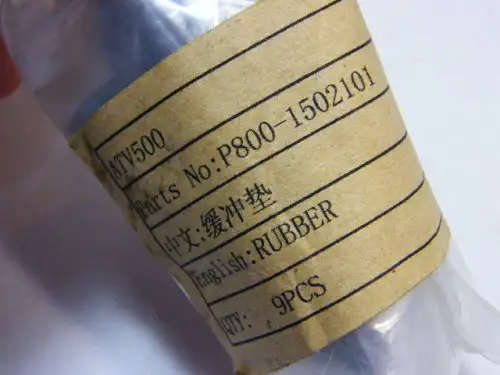 ATV500
Parts No:P800-1502101
中文:缓冲垫
English:RUBBER
QTY: 9PCS